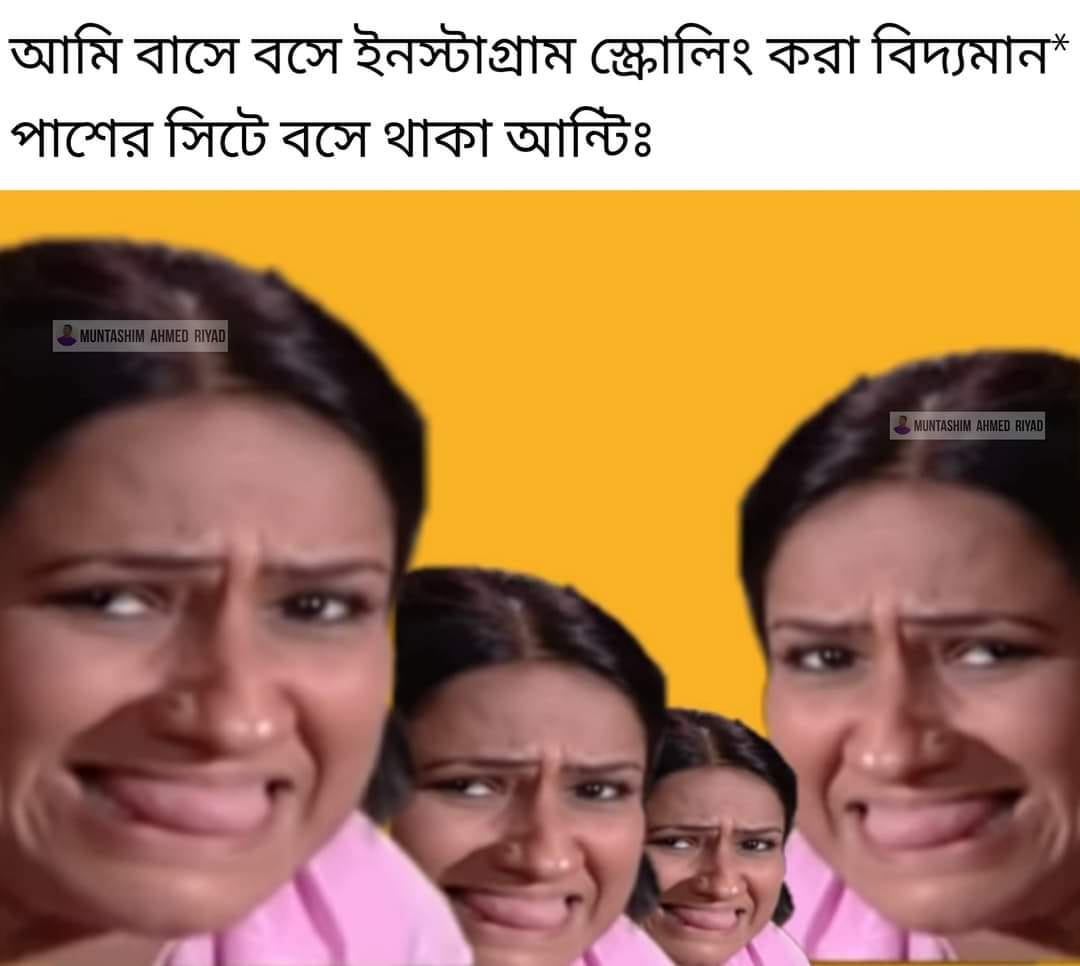 আমি বাসে বসে ইনস্টাগ্রাম স্ক্রোলিং করা বিদ্যমান*
পাশের সিটে বসে থাকা আন্টিঃ
MUNTASHIM AHMED RIYAD
MUNTASHIM AHMED RIYAD